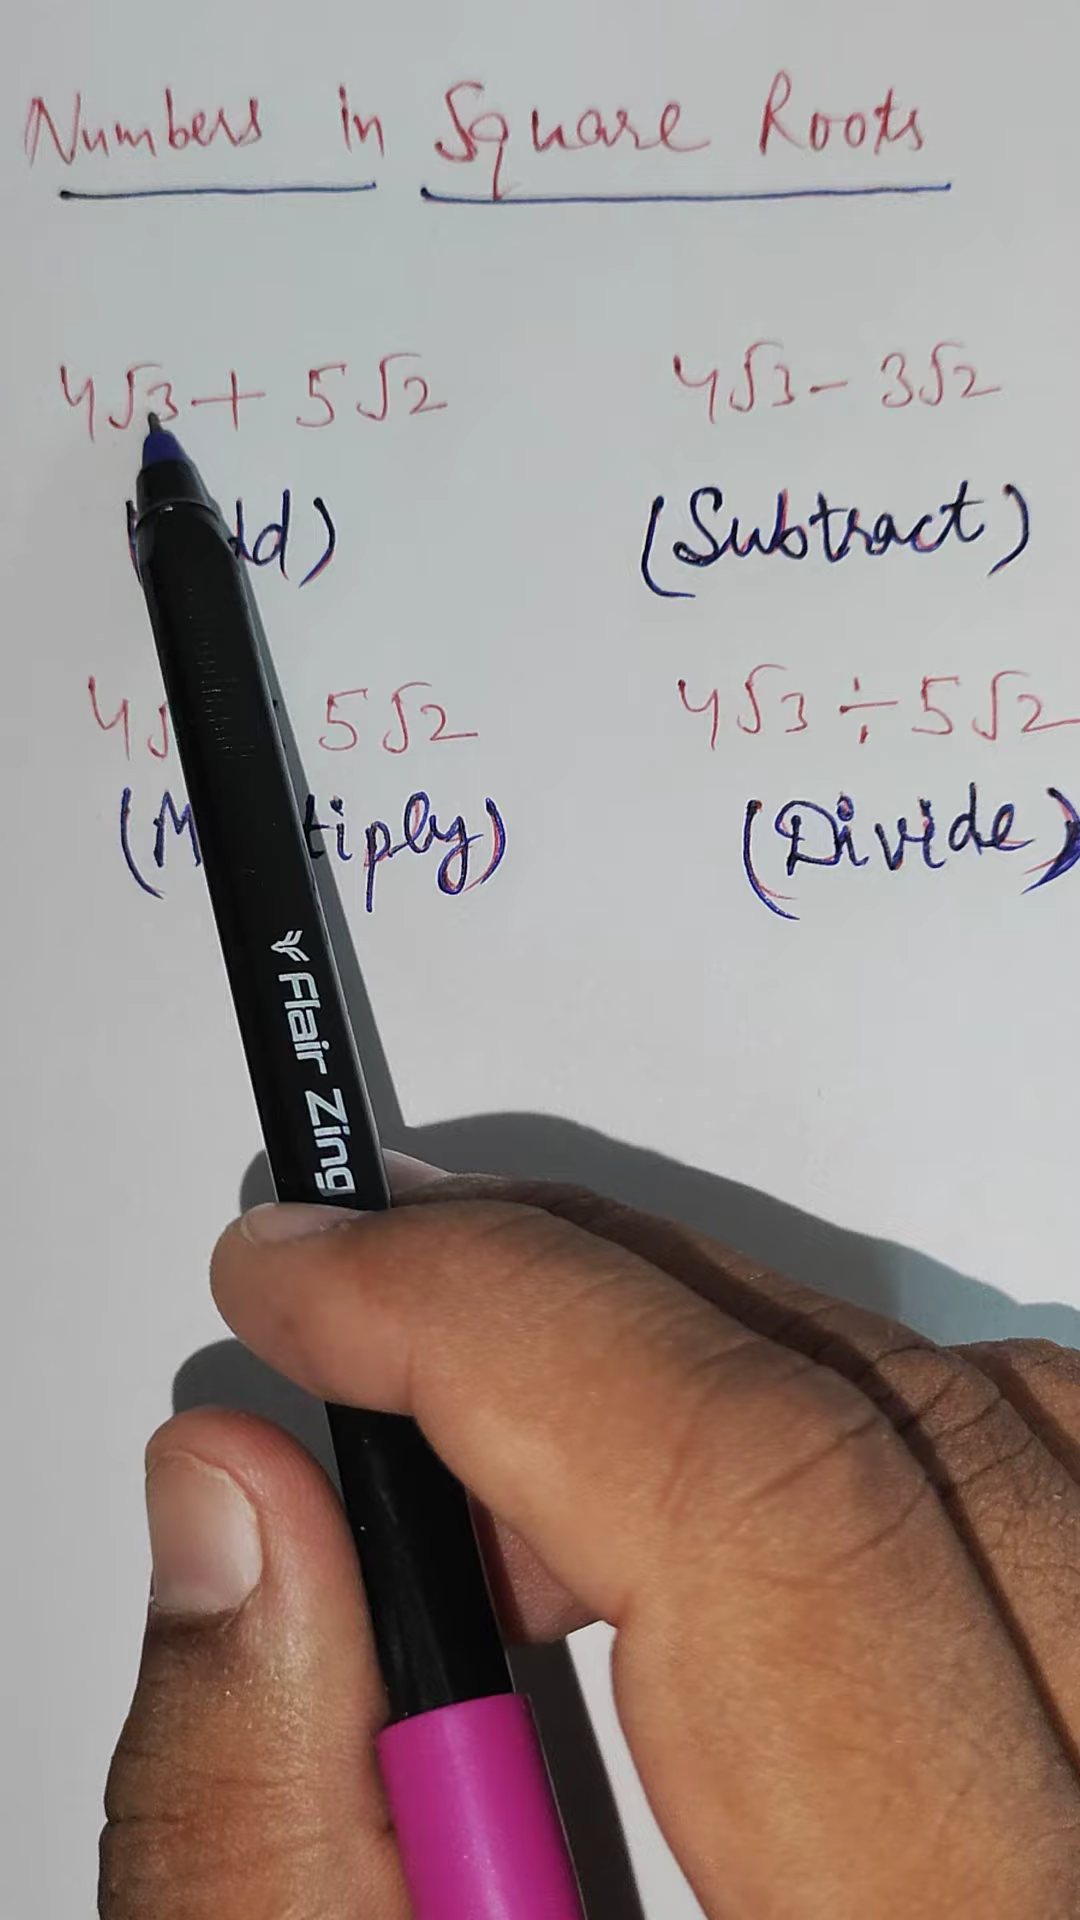 Numbers in Square Roots
4√3 + 5√2
4√3 - 3√2
(Subtract)
5√2
4√3 ÷ 5√2
(Divide)
Flair Zing